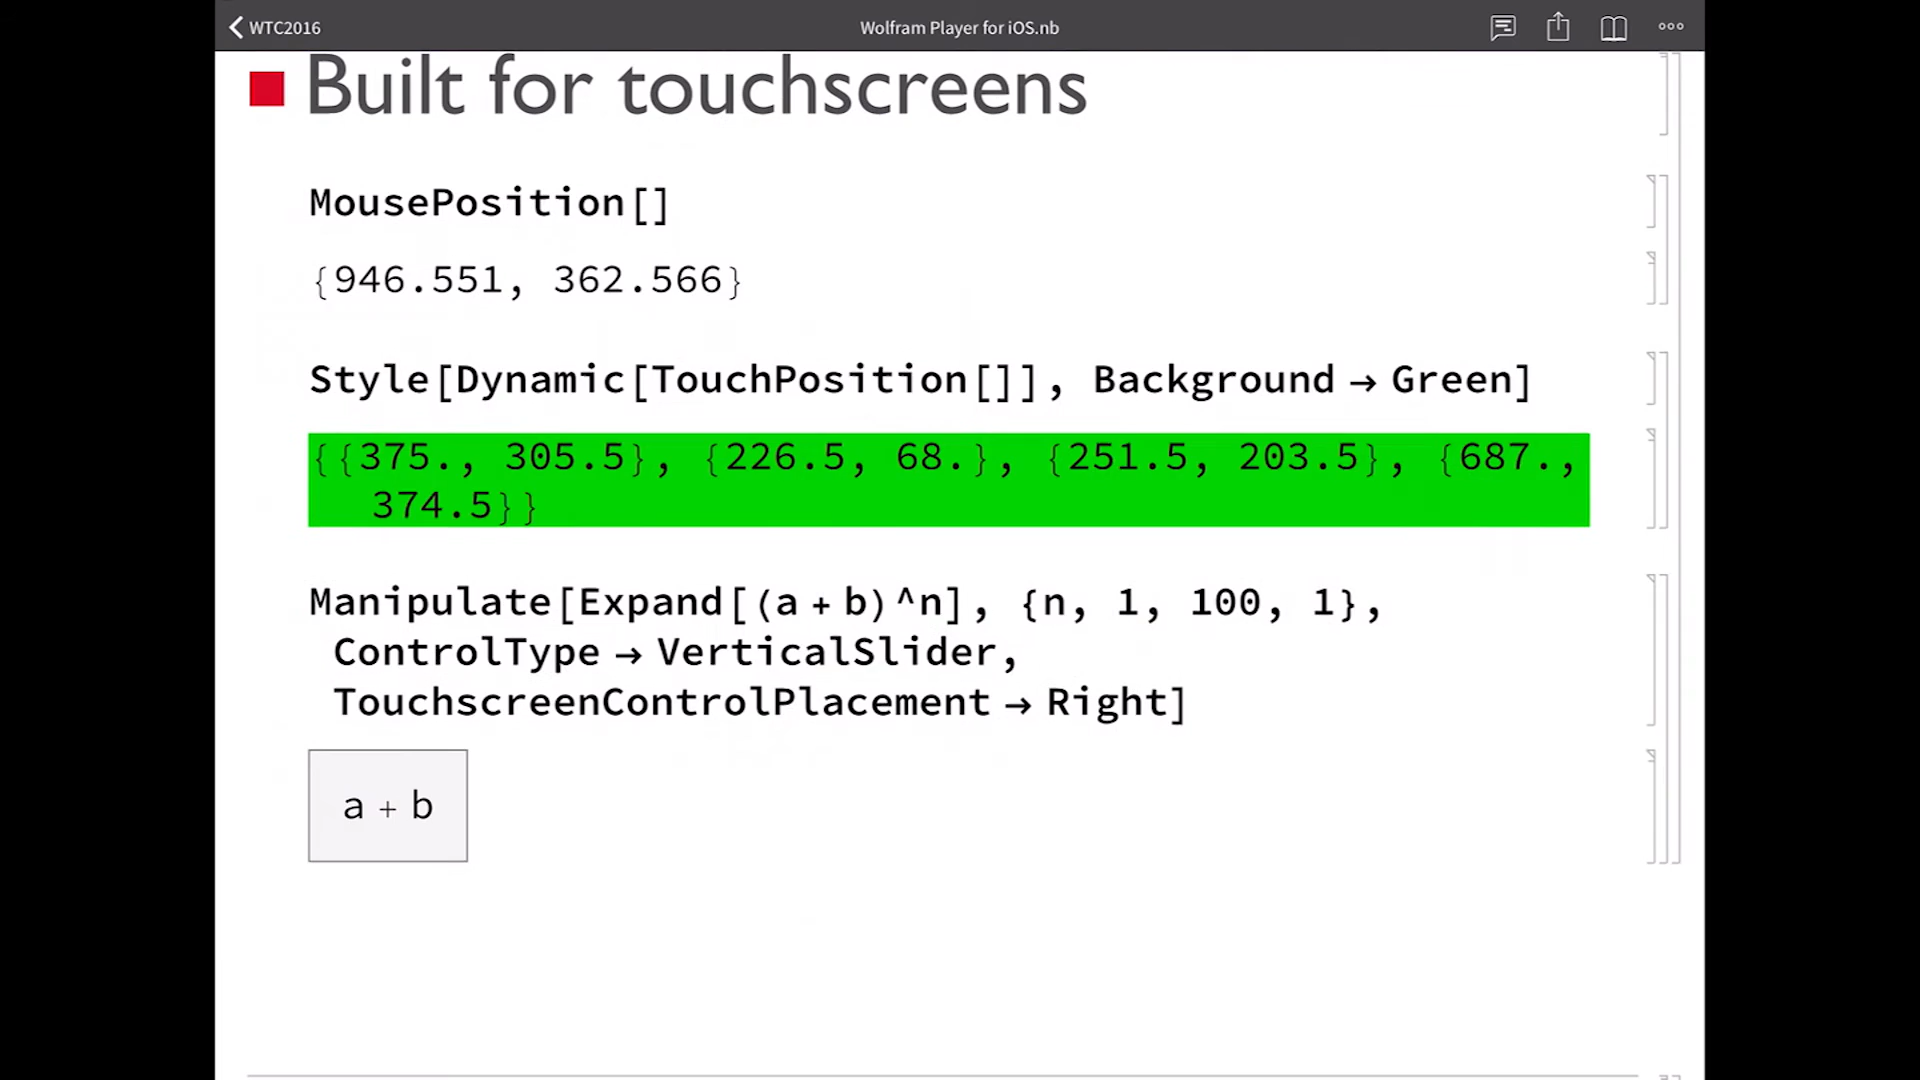 WTC2016
Wolfram Player for iOS.nb
Built for touchscreens
MousePosition[]
{946.551, 362.566}
Style[Dynamic[TouchPosition[]], Background → Green]
{{375., 305.5}, {226.5, 68.}, {251.5, 203.5}, {687.,
374.5}}
Manipulate[Expand[(a + b)^n], {n, 1, 100, 1},
ControlType → VerticalSlider,
TouchscreenControlPlacement → Right]
a + b